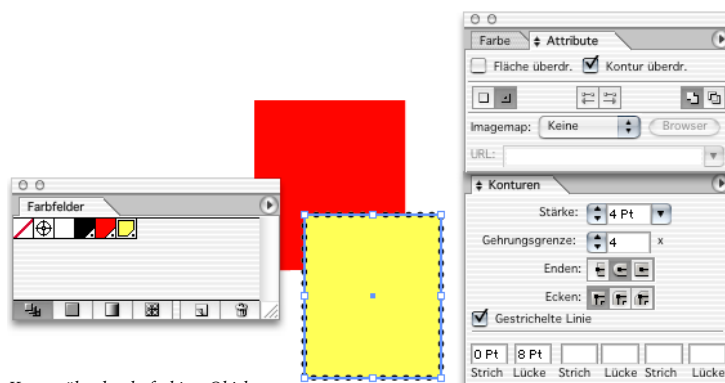 Farbe Attribute
Fläche überdr. Kontur überdr.
Imagemap: Keine Browser
URL:
Farbfelder
Konturen
Stärke: 4 Pt
Gehrungsgrenze: 4 x
Enden:
Ecken:
Gestrichelte Linie
0 Pt 8 Pt
Strich Lücke Strich Lücke Strich Lücke